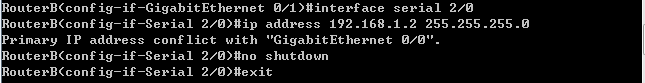 RouterB(config-if-GigabitEthernet 0/1)#interface serial 2/0
RouterB(config-if-Serial 2/0)#ip address 192.168.1.2 255.255.255.0
Primary IP address conflict with "GigabitEthernet 0/0".
RouterB(config-if-Serial 2/0)#no shutdown
RouterB(config-if-Serial 2/0)#exit